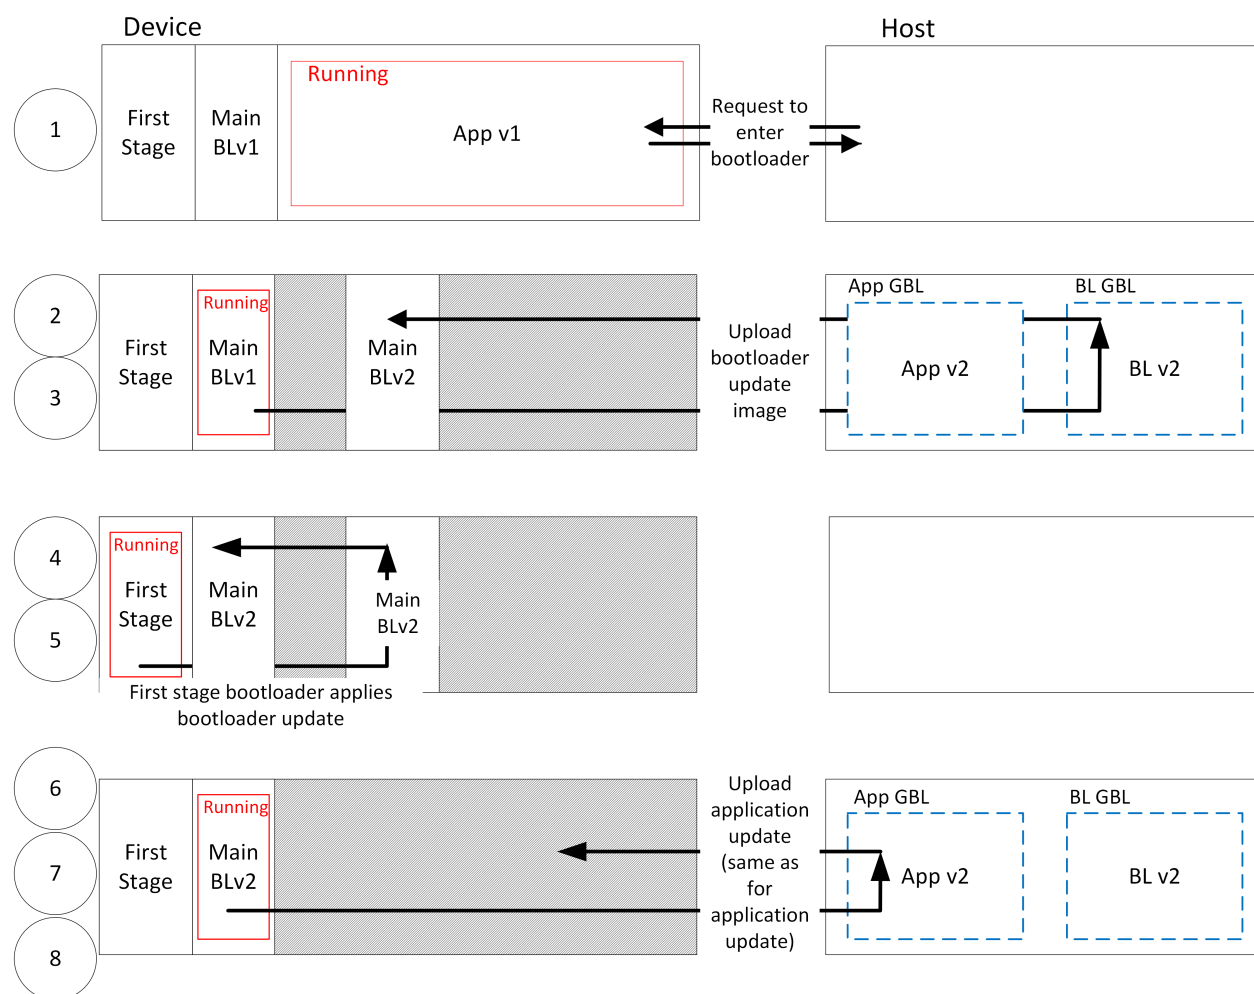 Device
Host
1
First
Stage
Main
BLv1
Running
App v1
Request to
enter
bootloader
2
3
First
Stage
Running
Main
BLv1
Main
BLv2
Upload
bootloader
update
image
App GBL
App v2
BL GBL
BL v2
4
5
Running
First
Stage
Main
BLv2
Main
BLv2
First stage bootloader applies
bootloader update
6
7
8
First
Stage
Running
Main
BLv2
Upload
application
update
(same as
for
application
update)
App GBL
App v2
BL GBL
BL v2